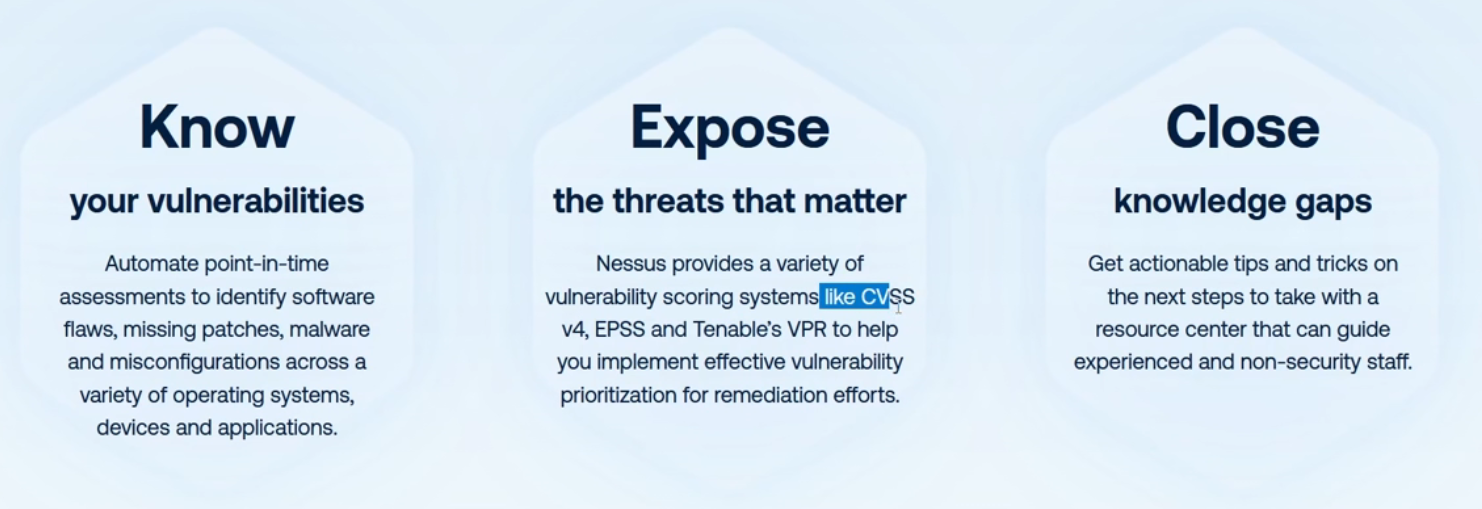 Know
your vulnerabilities
Automate point-in-time
assessments to identify software
flaws, missing patches, malware
and misconfigurations across a
variety of operating systems,
devices and applications.
Expose
the threats that matter
Nessus provides a variety of
vulnerability scoring systems like CVSS
v4, EPSS and Tenable’s VPR to help
you implement effective vulnerability
prioritization for remediation efforts.
Close
knowledge gaps
Get actionable tips and tricks on
the next steps to take with a
resource center that can guide
experienced and non-security staff.